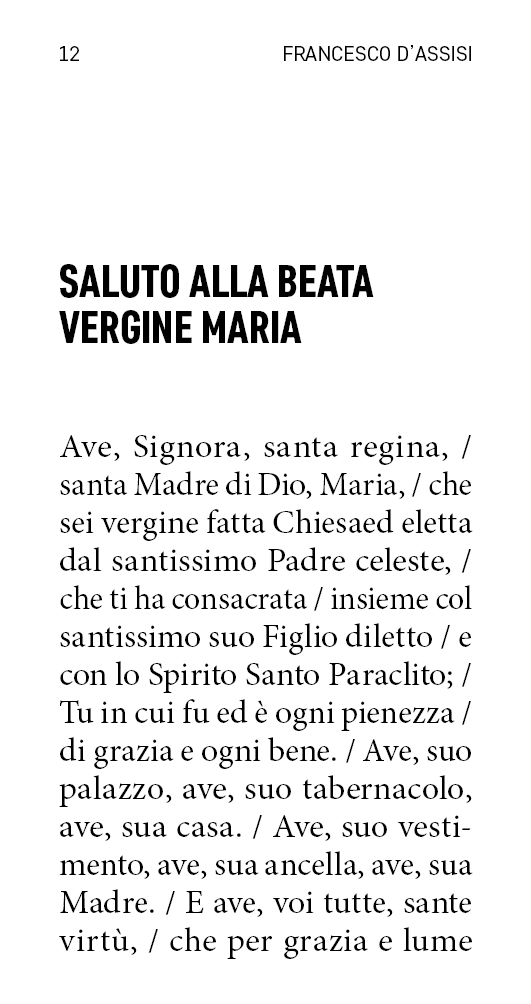 12 FRANCESCO D'ASSISI
SALUTO ALLA BEATA
VERGINE MARIA
Ave, Signora, santa regina, /
santa Madre di Dio, Maria, / che
sei vergine fatta Chiesaed eletta
dal santissimo Padre celeste, /
che ti ha consacrata / insieme col
santissimo suo Figlio diletto / e
con lo Spirito Santo Paraclito; /
Tu in cui fu ed è ogni pienezza /
di grazia e ogni bene. / Ave, suo
palazzo, ave, suo tabernacolo,
ave, sua casa. / Ave, suo vesti-
mento, ave, sua ancella, ave, sua
Madre. / E ave, voi tutte, sante
virtù, / che per grazia e lume